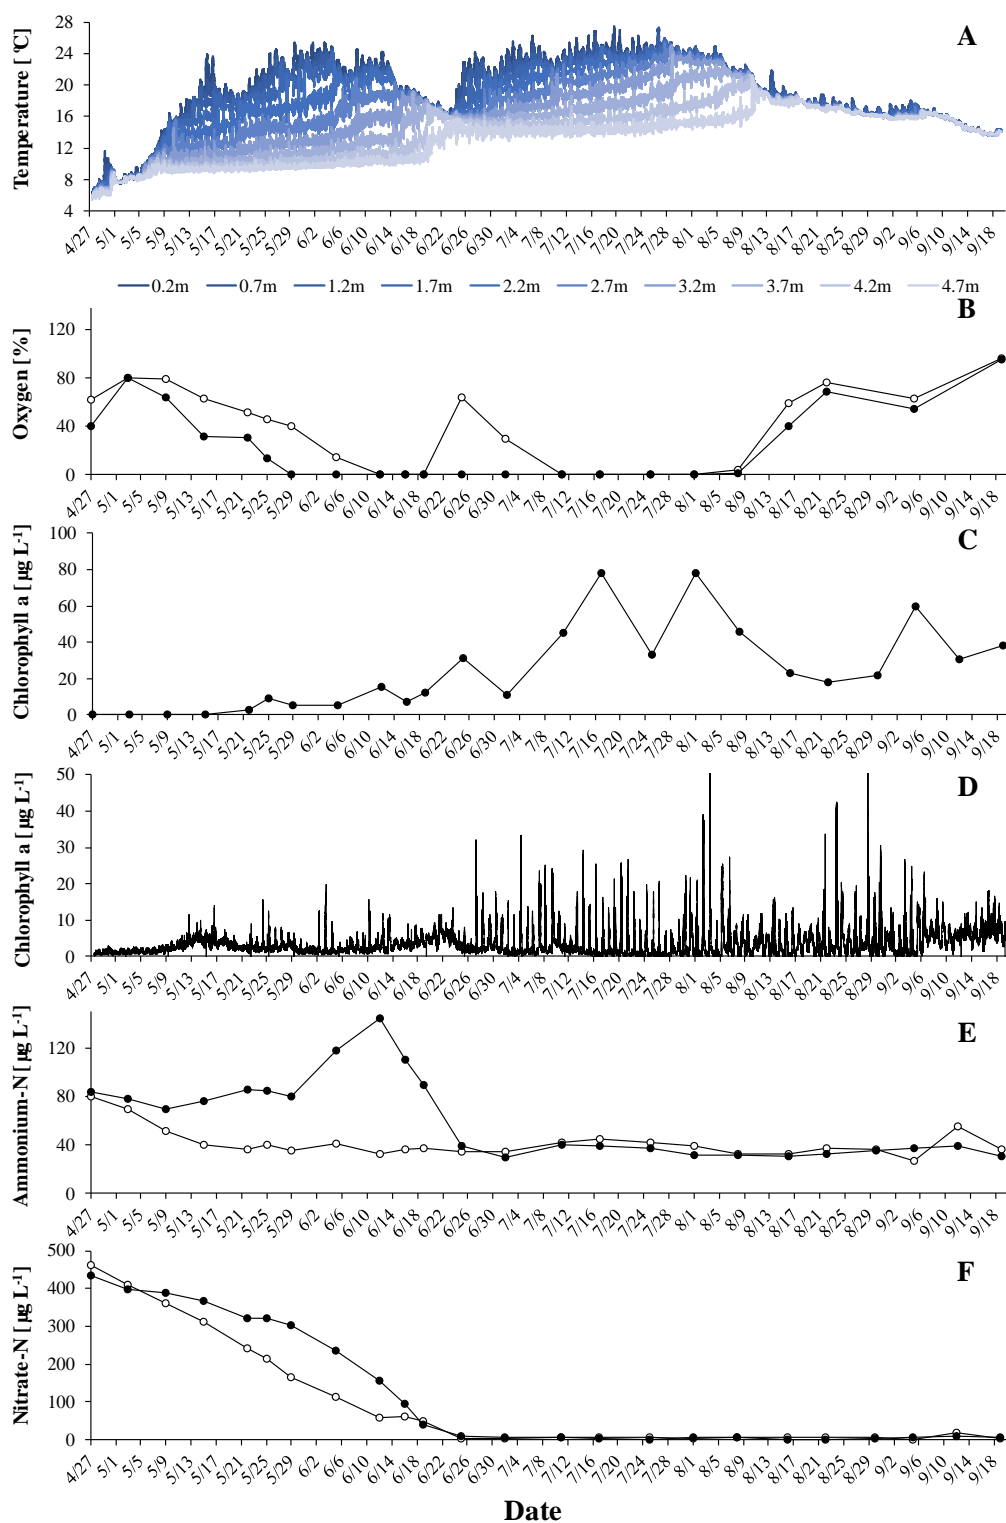 A
Temperature [ °C]
28
24
20
16
12
8
4
4/27 5/1 5/5 5/9 5/13 5/17 5/21 5/25 5/29 6/2 6/6 6/10 6/14 6/18 6/22 6/26 6/30 7/4 7/8 7/12 7/16 7/20 7/24 7/28 8/1 8/5 8/9 8/13 8/17 8/21 8/25 8/29 9/2 9/6 9/10 9/14 9/18
0.2m 0.7m 1.2m 1.7m 2.2m 2.7m 3.2m 3.7m 4.2m 4.7m
B
Oxygen [ %]
120
80
40
0
4/27 5/1 5/5 5/9 5/13 5/17 5/21 5/25 5/29 6/2 6/6 6/10 6/14 6/18 6/22 6/26 6/30 7/4 7/8 7/12 7/16 7/20 7/24 7/28 8/1 8/5 8/9 8/13 8/17 8/21 8/25 8/29 9/2 9/6 9/10 9/14 9/18
C
Chlorophyll a [ µg L-1]
100
80
60
40
20
0
4/27 5/1 5/5 5/9 5/13 5/17 5/21 5/25 5/29 6/2 6/6 6/10 6/14 6/18 6/22 6/26 6/30 7/4 7/8 7/12 7/16 7/20 7/24 7/28 8/1 8/5 8/9 8/13 8/17 8/21 8/25 8/29 9/2 9/6 9/10 9/14 9/18
D
Chlorophyll a [ µg L-1]
50
40
30
20
10
0
4/27 5/1 5/5 5/9 5/13 5/17 5/21 5/25 5/29 6/2 6/6 6/10 6/14 6/18 6/22 6/26 6/30 7/4 7/8 7/12 7/16 7/20 7/24 7/28 8/1 8/5 8/9 8/13 8/17 8/21 8/25 8/29 9/2 9/6 9/10 9/14 9/18
E
Ammonium-N [ µg L-1]
120
80
40
0
4/27 5/1 5/5 5/9 5/13 5/17 5/21 5/25 5/29 6/2 6/6 6/10 6/14 6/18 6/22 6/26 6/30 7/4 7/8 7/12 7/16 7/20 7/24 7/28 8/1 8/5 8/9 8/13 8/17 8/21 8/25 8/29 9/2 9/6 9/10 9/14 9/18
F
Nitrate-N [ µg L-1]
500
400
300
200
100
0
4/27 5/1 5/5 5/9 5/13 5/17 5/21 5/25 5/29 6/2 6/6 6/10 6/14 6/18 6/22 6/26 6/30 7/4 7/8 7/12 7/16 7/20 7/24 7/28 8/1 8/5 8/9 8/13 8/17 8/21 8/25 8/29 9/2 9/6 9/10 9/14 9/18
Date